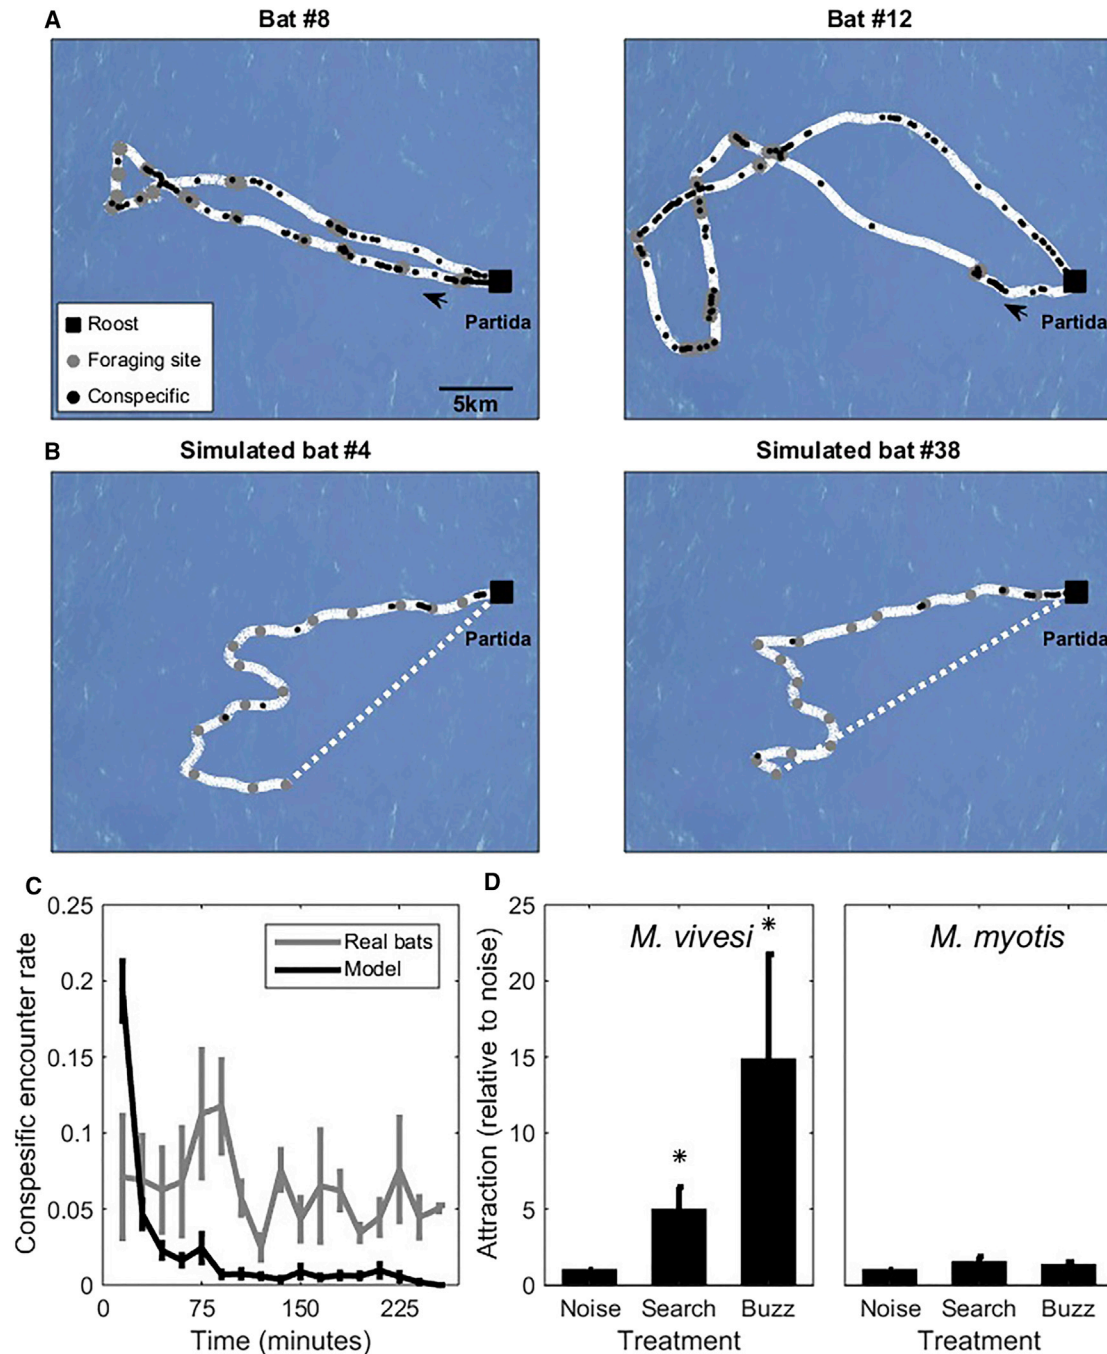 A
Bat #8
Bat #12
Partida
Roost
Foraging site
Conspecific
5km
Partida
B
Simulated bat #4
Simulated bat #38
Partida
Partida
C
Conspesific encounter rate
0.25
0.2
0.15
0.1
0.05
0
Real bats
Model
0 75 150 225
Time (minutes)
D
Attraction (relative to noise)
25
20
15
10
5
0
M. vivesi
*
*
Noise Search Buzz
Treatment
M. myotis
Noise Search Buzz
Treatment